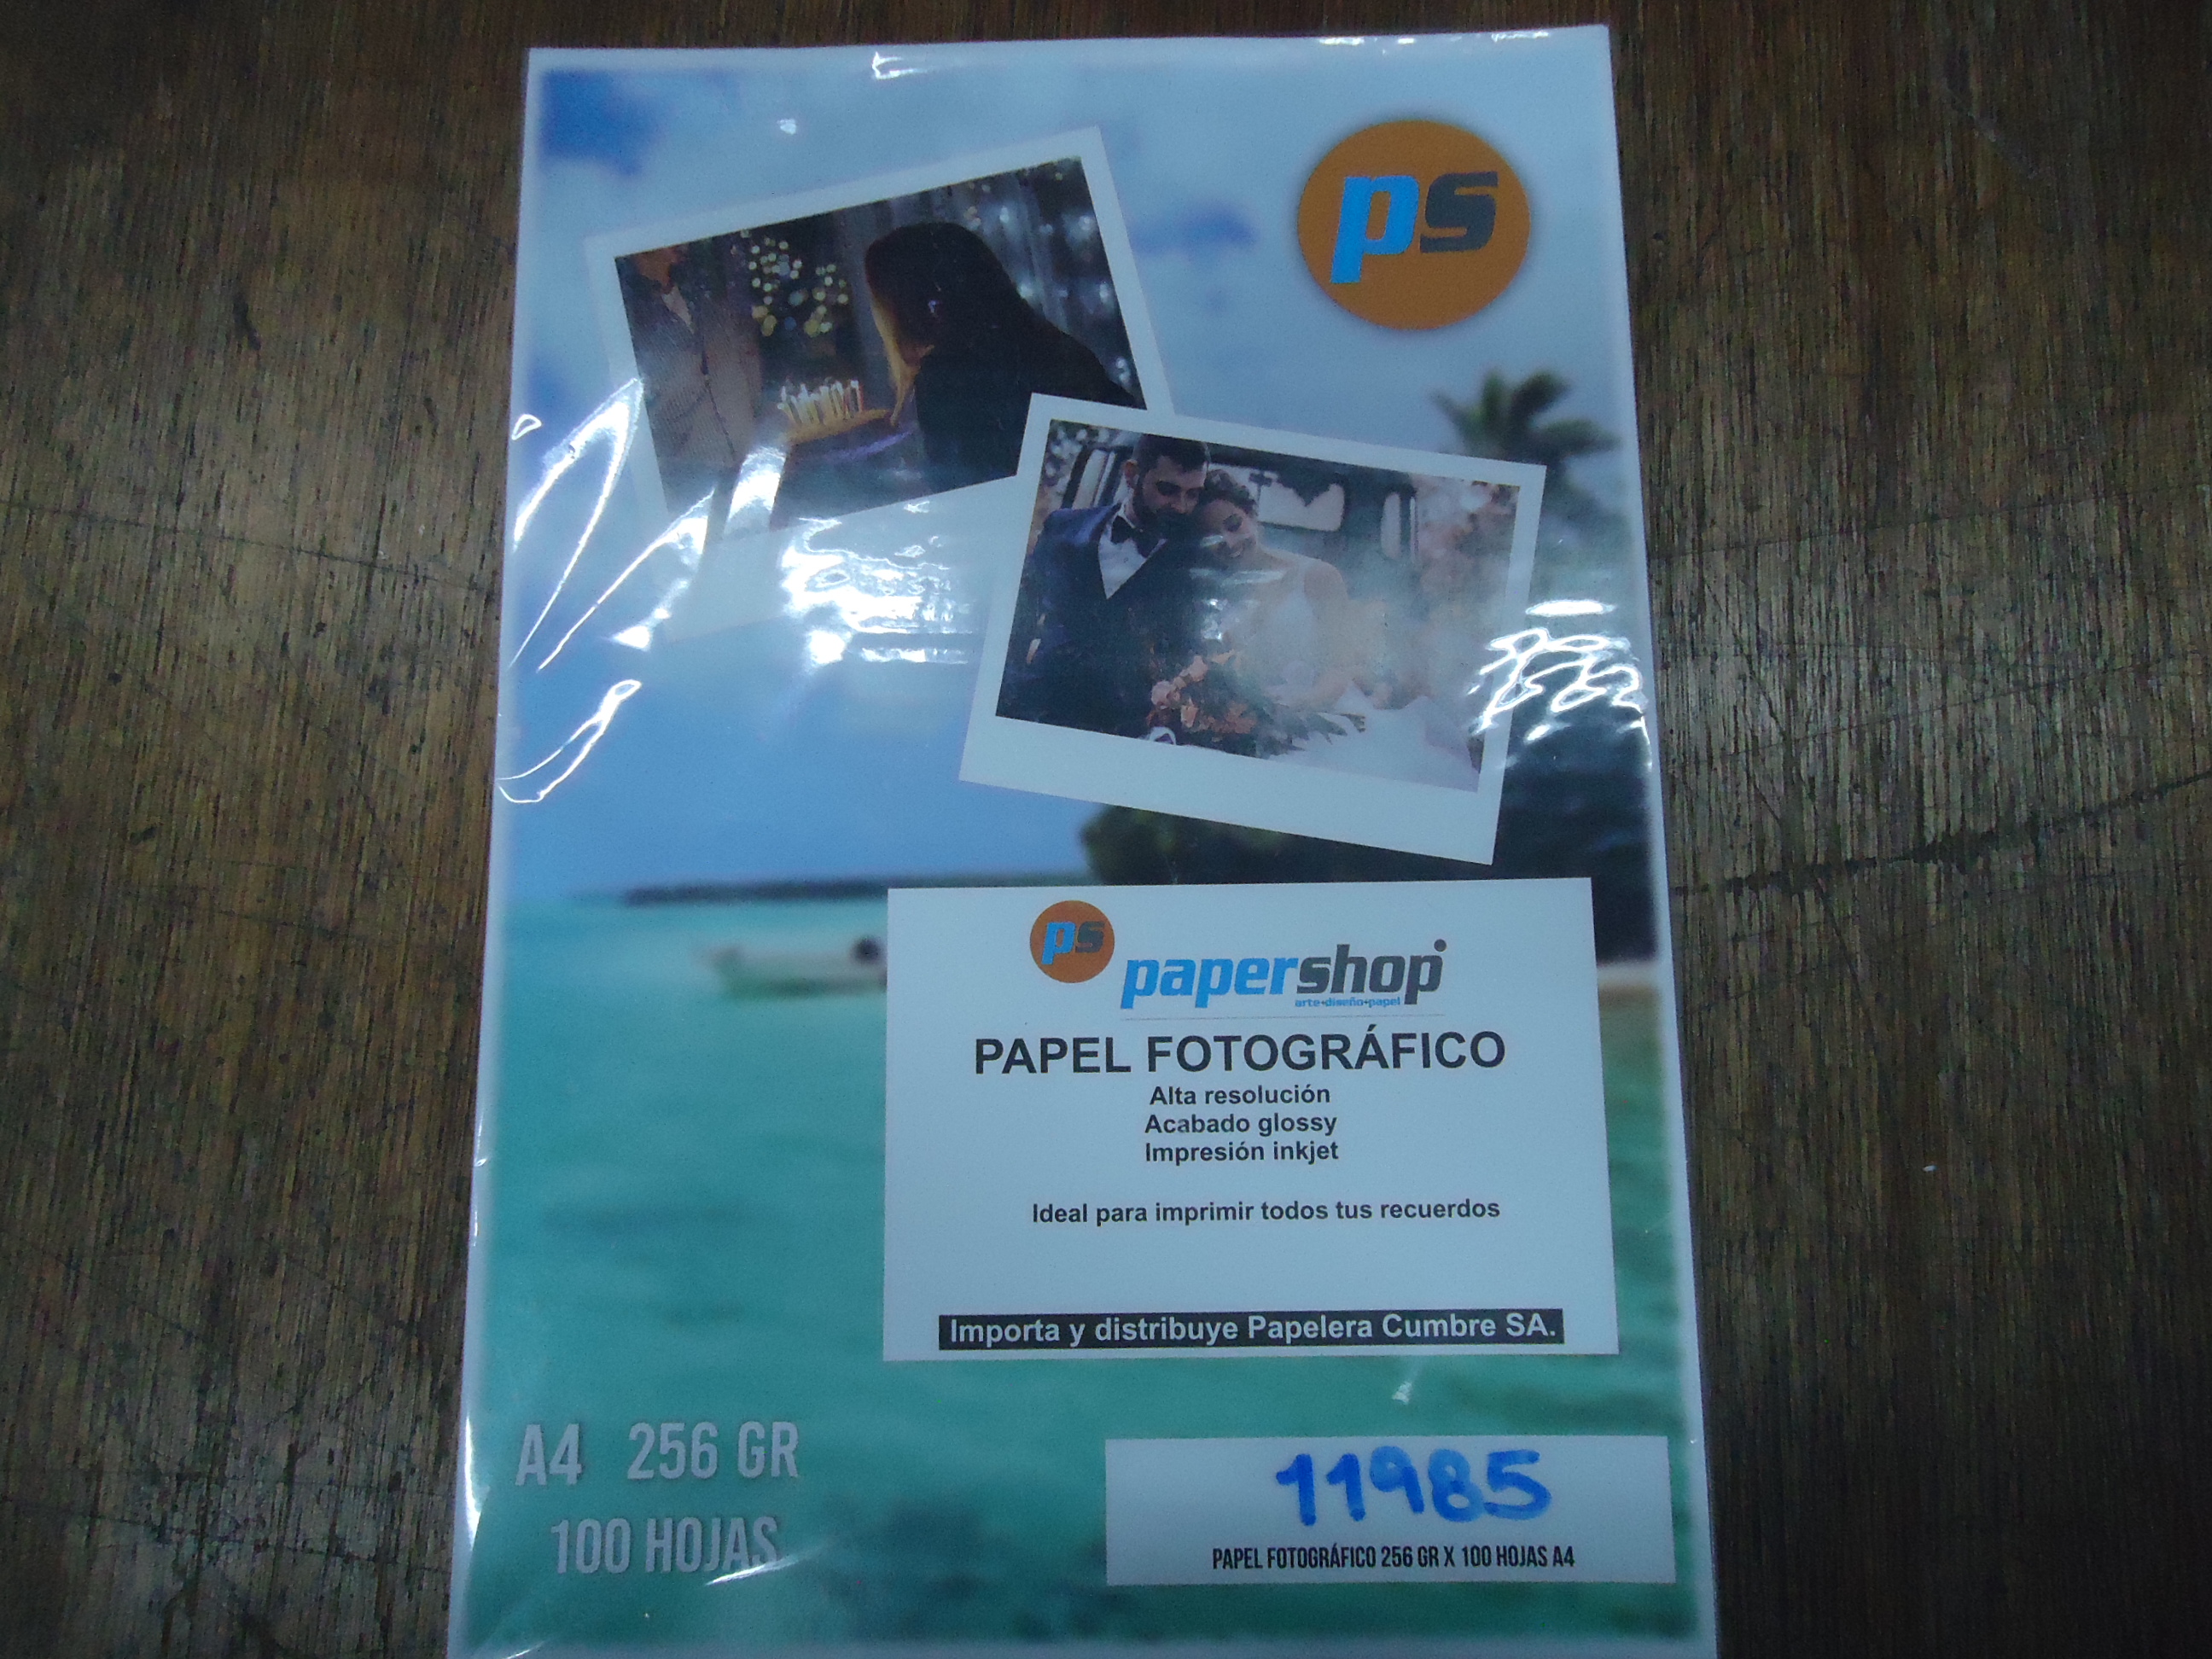 ps
ps papershop
arte•diseño•papel
PAPEL FOTOGRÁFICO
Alta resolución
Acabado glossy
Impresión inkjet
Ideal para imprimir todos tus recuerdos
Importa y distribuye Papelera Cumbre SA.
A4 256 GR
100 HOJAS
11985
PAPEL FOTOGRÁFICO 256 GR X 100 HOJAS A4